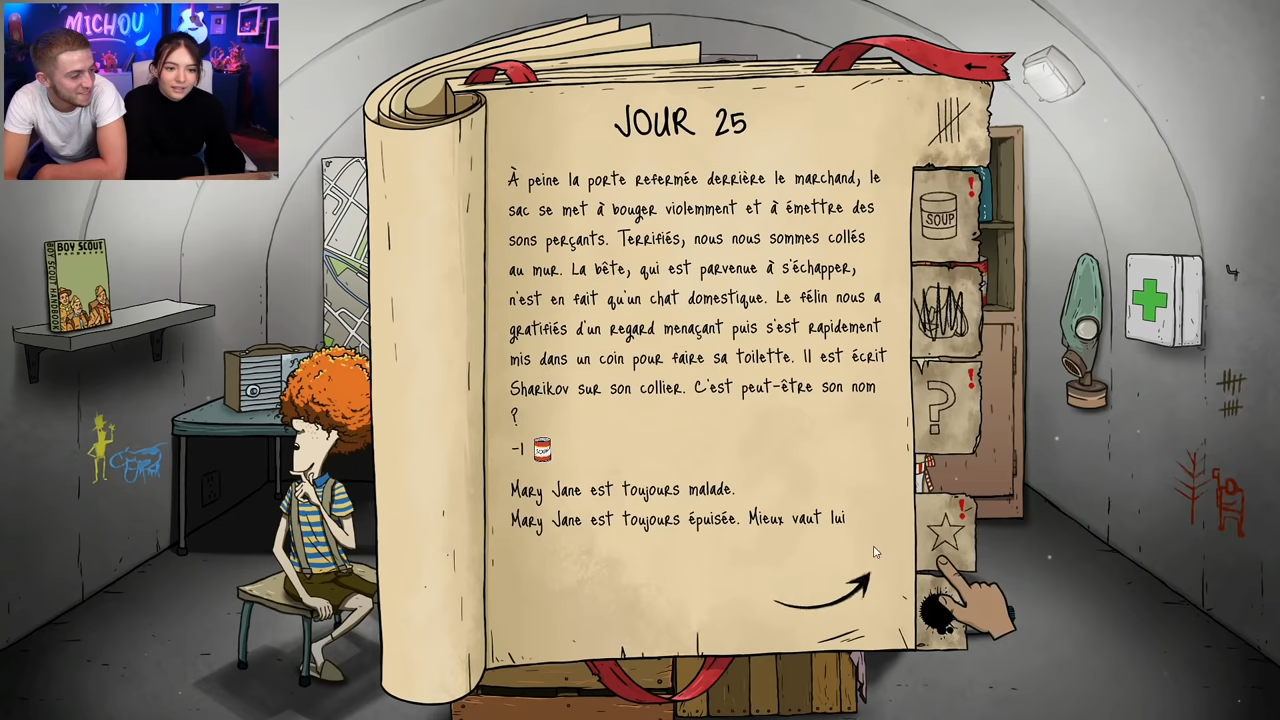 MICHOU
JOUR 25
À peine la porte refermée derrière le marchand, le
sac se met à bouger violemment et à émettre des
sons perçants. Terrifiés, nous nous sommes collés
au mur. La bête, qui est parvenue à s'échapper,
n'est en fait qu'un chat domestique. Le félin nous a
gratifiés d'un regard menaçant puis s'est rapidement
mis dans un coin pour faire sa toilette. Il est écrit
Sharikov sur son collier. C'est peut-être son nom
?
-1 SOUP
Mary Jane est toujours malade.
Mary Jane est toujours épuisée. Mieux vaut lui
!
SOUP
!
?
!
BOY SCOUT
HANDBOOK
BOY SCOUT HANDBOOK